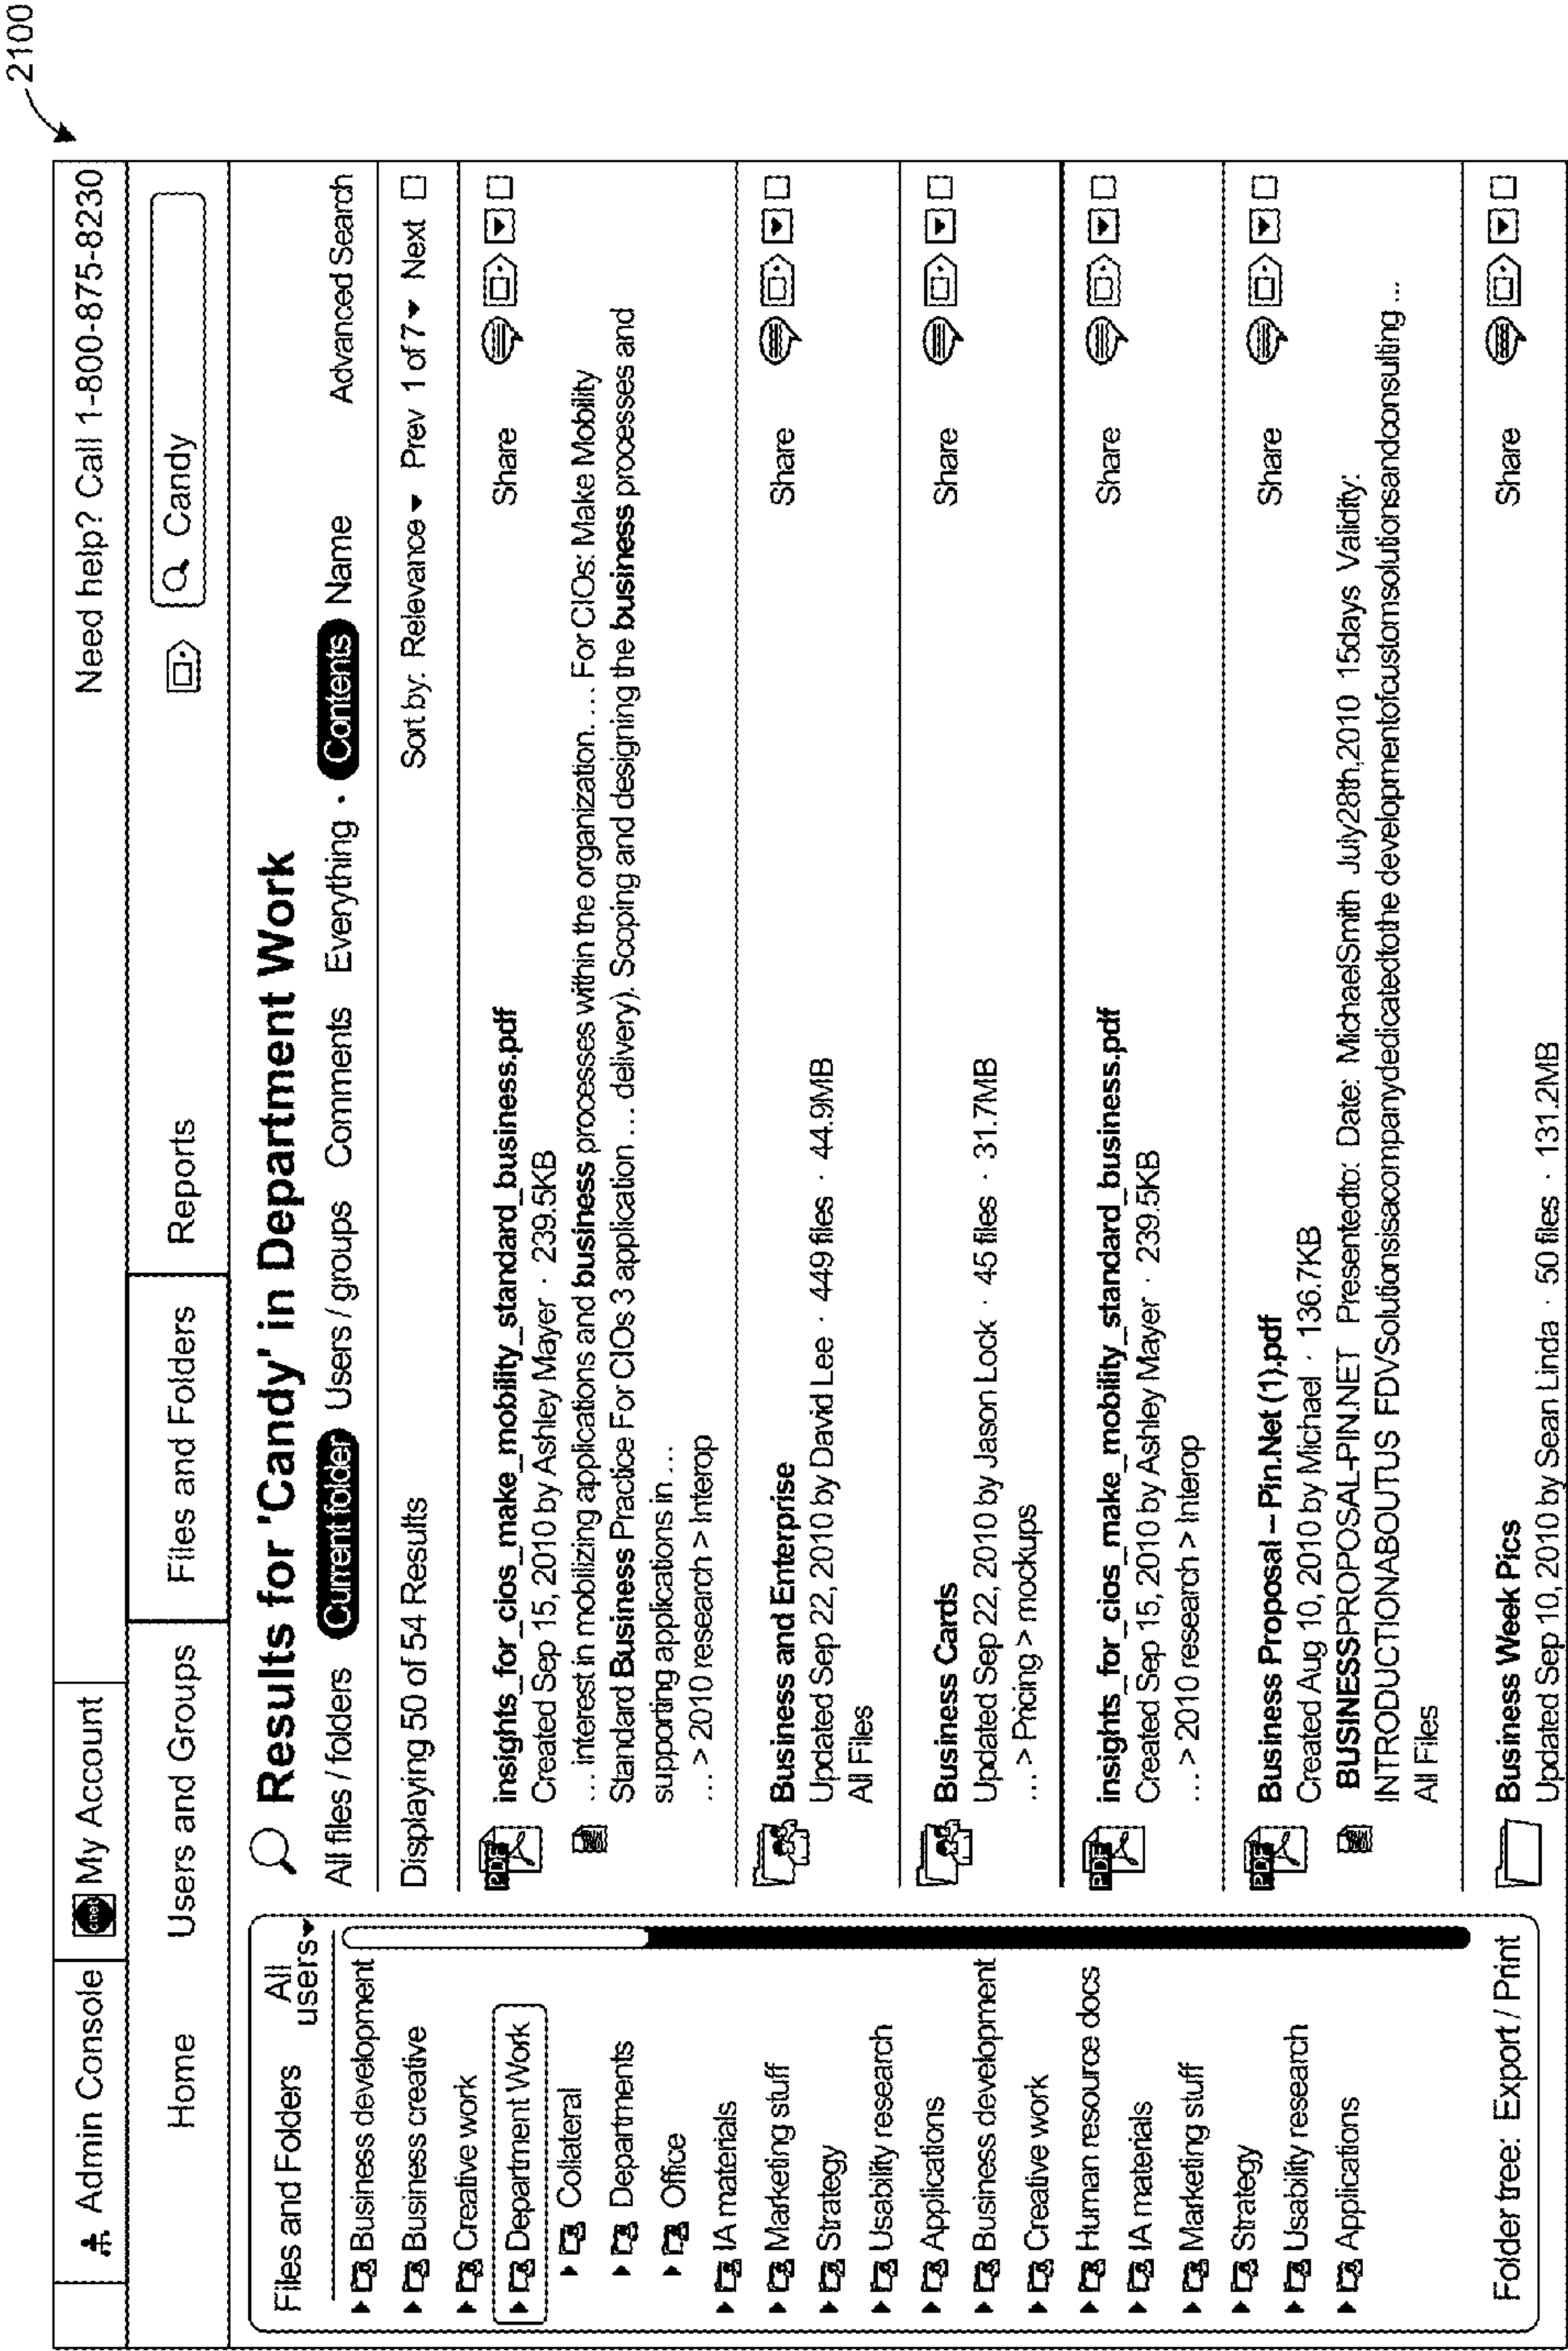 2100
Admin Console
cnet My Account
Need help? Call 1-800-875-8230
Home
Users and Groups
Files and Folders
Reports
Candy
Files and Folders
All users
Business development
Business creative
Creative work
Department Work
Collateral
Departments
Office
IA materials
Marketing stuff
Strategy
Usability research
Applications
Business development
Creative work
Human resource docs
IA materials
Marketing stuff
Strategy
Usability research
Applications
Folder tree: Export / Print
Results for 'Candy' in Department Work
All files / folders Current folder Users / groups Comments Everything · Contents Name Advanced Search
Displaying 50 of 54 Results Sort by: Relevance Prev 1 of 7 Next
PDF
insights_for_cios_make_mobility_standard_business.pdf Share
Created Sep 15, 2010 by Ashley Mayer · 239.5KB
... interest in mobilizing applications and business processes within the organization. ... For CIOs: Make Mobility
Standard Business Practice For CIOs 3 application ... delivery). Scoping and designing the business processes and
supporting applications in ...
... > 2010 research > Interop
Business and Enterprise Share
Updated Sep 22, 2010 by David Lee · 449 files · 44.9MB
All Files
Business Cards Share
Updated Sep 22, 2010 by Jason Lock · 45 files · 31.7MB
... > Pricing > mockups
PDF
insights_for_cios_make_mobility_standard_business.pdf Share
Created Sep 15, 2010 by Ashley Mayer · 239.5KB
... > 2010 research > Interop
PDF
Business Proposal – Pin.Net (1).pdf Share
Created Aug 10, 2010 by Michael · 136.7KB
BUSINESSPROPOSAL-PIN.NET Presentedto: Date: MichaelSmith July28th,2010 15days Validity:
INTRODUCTIONABOUTUS FDVSolutionsisacompanydedicatedtothe developmentofcustomsolutionsandconsulting ...
All Files
Business Week Pics Share
Updated Sep 10, 2010 by Sean Linda · 50 files · 131.2MB